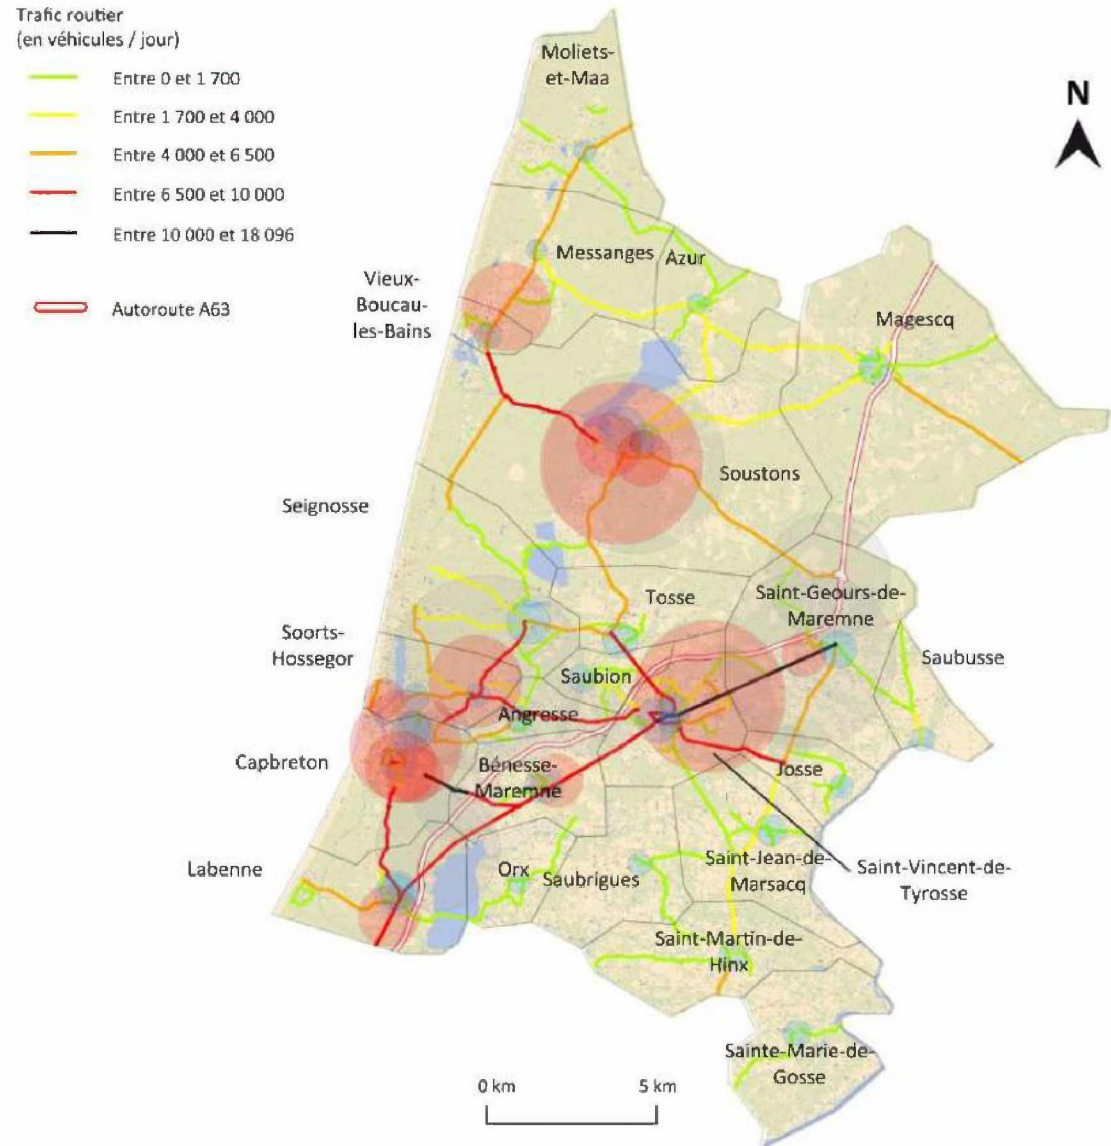 Trafic routier
(en véhicules / jour)
Entre 0 et 1 700
Entre 1 700 et 4 000
Entre 4 000 et 6 500
Entre 6 500 et 10 000
Entre 10 000 et 18 096
Autoroute A63
N
Moliets-
et-Maa
Messanges
Azur
Vieux-
Boucau-
les-Bains
Magescq
Soustons
Seignosse
Tosse
Saint-Geours-de-
Maremne
Soorts-
Hossegor
Saubion
Saubusse
Angresse
Capbreton
Bénesse-
Maremne
Josse
Labenne
Orx
Saubrigues
Saint-Jean-de-
Marsacq
Saint-Vincent-de-
Tyrosse
Saint-Martin-de-
Hinx
Sainte-Marie-de-
Gosse
0 km
5 km